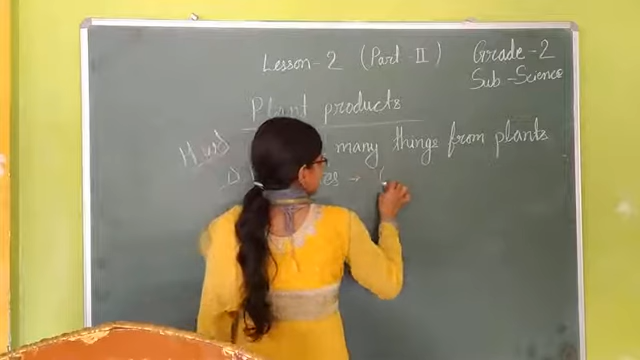 Lesson - 2 (Part - II) Grade - 2
Sub - Science
Plant products
many things from plants
→ (